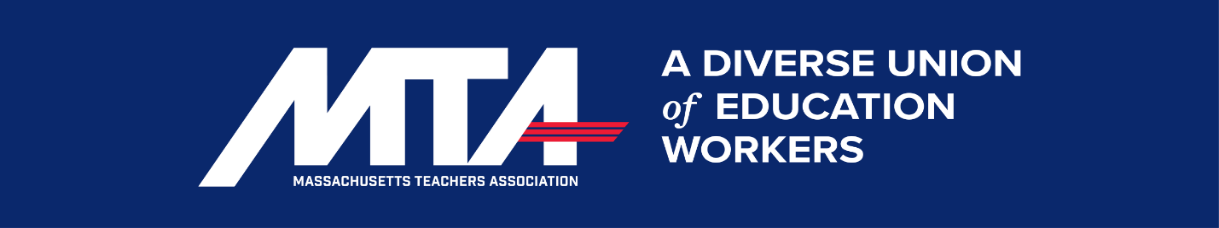 MTA
MASSACHUSETTS TEACHERS ASSOCIATION
A DIVERSE UNION
of EDUCATION
WORKERS